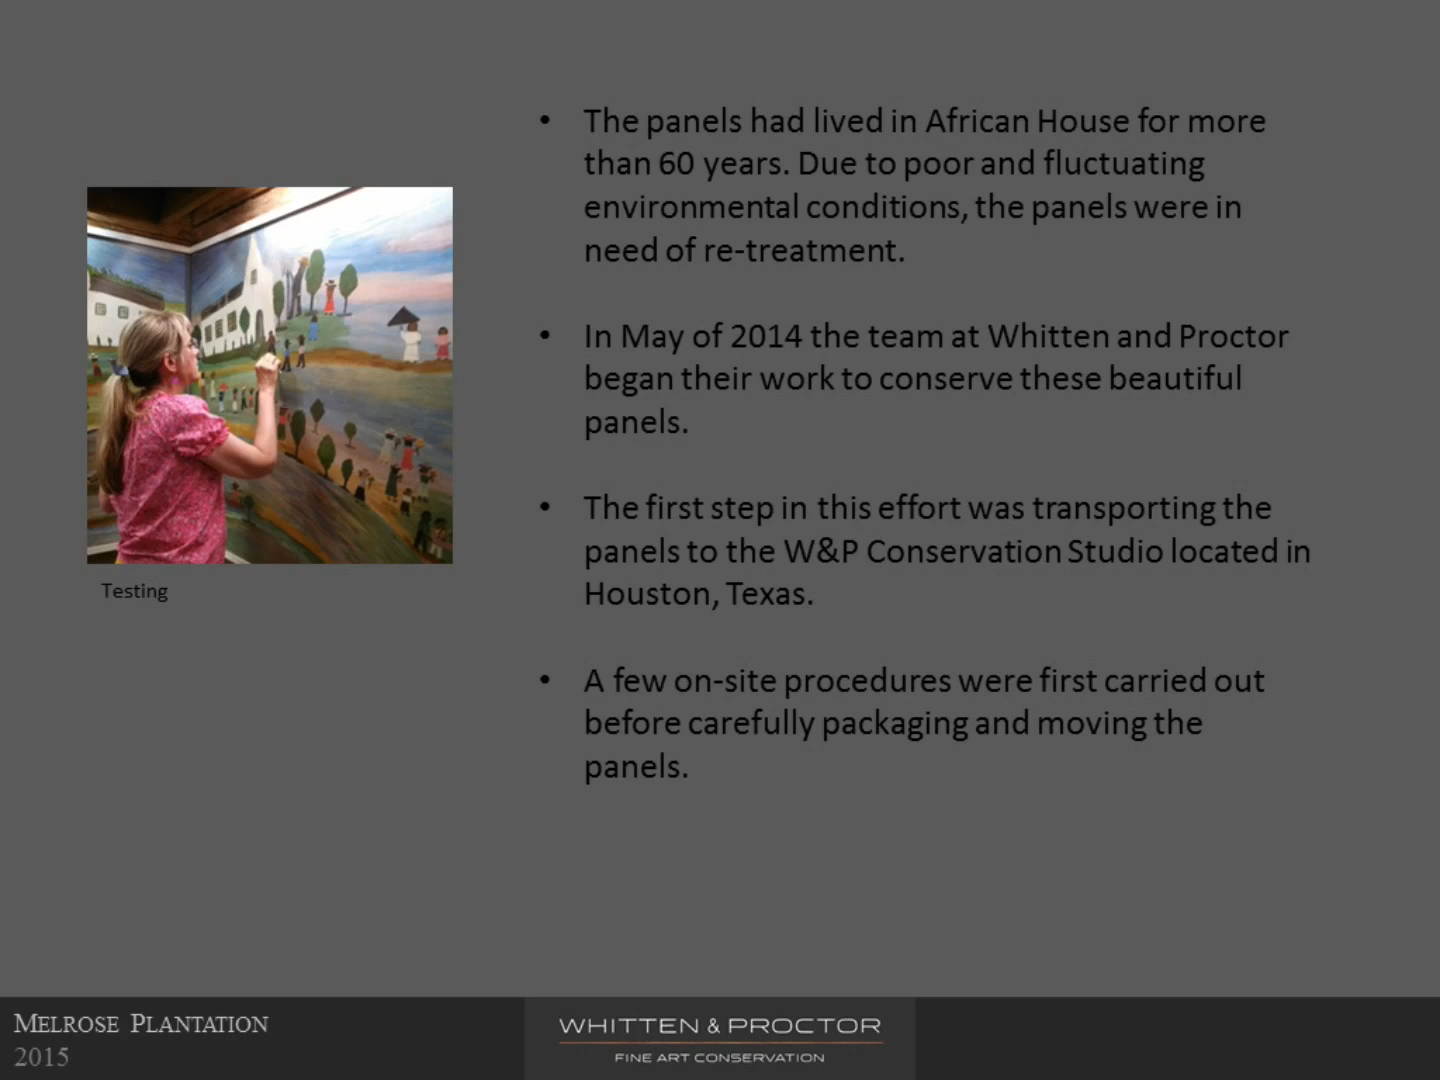 • The panels had lived in African House for more
than 60 years. Due to poor and fluctuating
environmental conditions, the panels were in
need of re-treatment.
• In May of 2014 the team at Whitten and Proctor
began their work to conserve these beautiful
panels.
• The first step in this effort was transporting the
panels to the W&P Conservation Studio located in
Houston, Texas.
• A few on-site procedures were first carried out
before carefully packaging and moving the
panels.
Testing
MELROSE PLANTATION
2015
WHITTEN & PROCTOR
FINE ART CONSERVATION